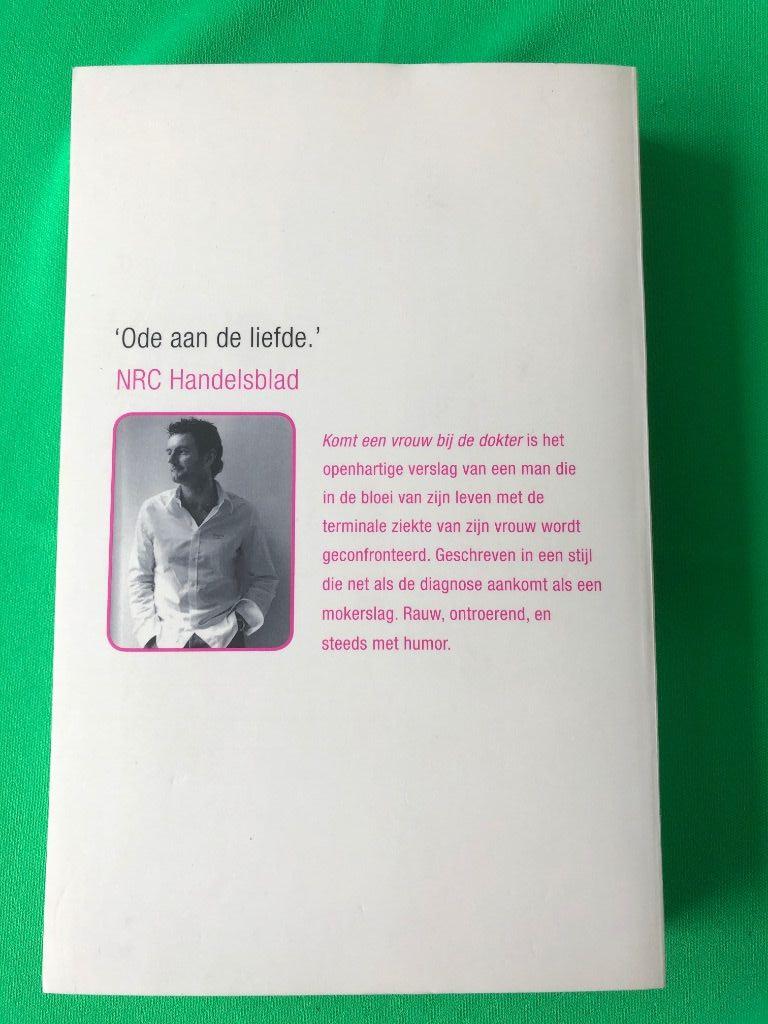 ‘Ode aan de liefde.’
NRC Handelsblad
Komt een vrouw bij de dokter is het
openhartige verslag van een man die
in de bloei van zijn leven met de
terminale ziekte van zijn vrouw wordt
geconfronteerd. Geschreven in een stijl
die net als de diagnose aankomt als een
mokerslag. Rauw, ontroerend, en
steeds met humor.